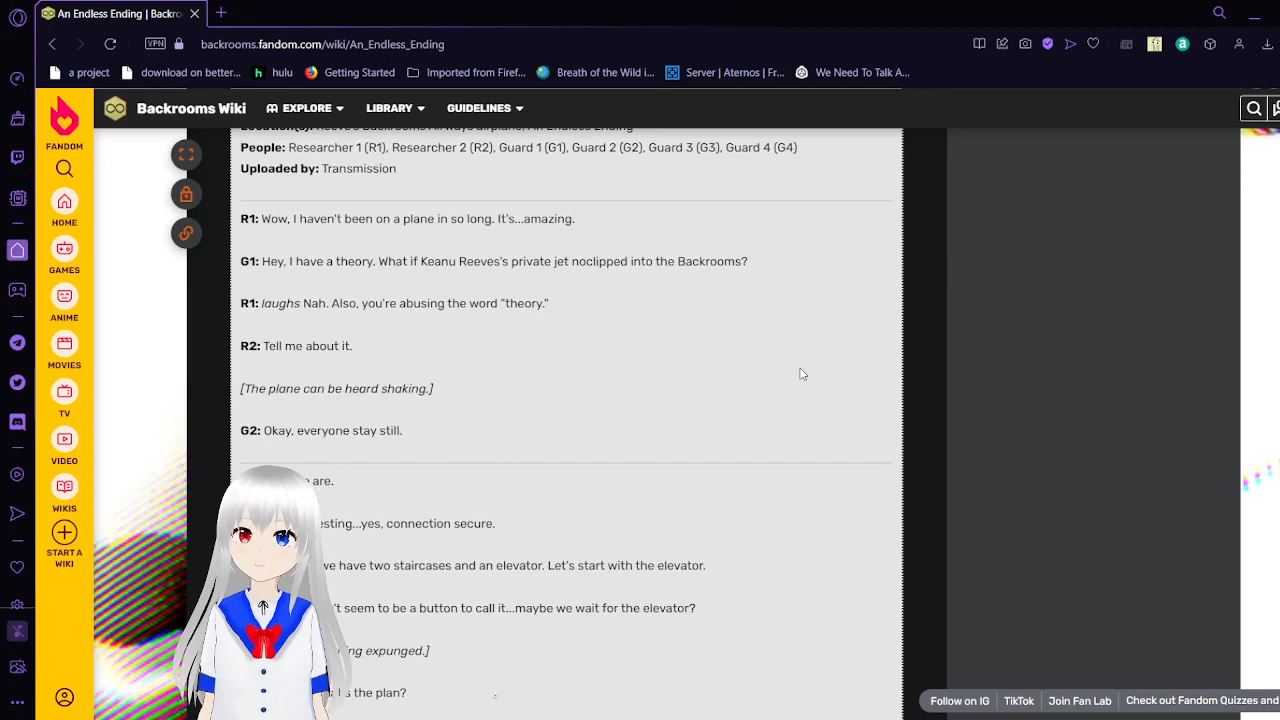 An Endless Ending | Backro
backrooms.fandom.com/wiki/An_Endless_Ending
VPN
a project
download on better...
hulu
Getting Started
Imported from Firef...
Breath of the Wild i...
Server | Aternos | Fr...
We Need To Talk A...
FANDOM
HOME
GAMES
ANIME
MOVIES
TV
VIDEO
WIKIS
START A
WIKI
Backrooms Wiki
EXPLORE
LIBRARY
GUIDELINES
People: Researcher 1 (R1), Researcher 2 (R2), Guard 1 (G1), Guard 2 (G2), Guard 3 (G3), Guard 4 (G4)
Uploaded by: Transmission
R1: Wow, I haven't been on a plane in so long. It's...amazing.
G1: Hey, I have a theory. What if Keanu Reeves's private jet noclipped into the Backrooms?
R1: laughs Nah. Also, you're abusing the word "theory."
R2: Tell me about it.
[The plane can be heard shaking.]
G2: Okay, everyone stay still.
are.
esting...yes, connection secure.
we have two staircases and an elevator. Let's start with the elevator.
't seem to be a button to call it...maybe we wait for the elevator?
ng expunged.]
the plan?
Follow on IG
TikTok
Join Fan Lab
Check out Fandom Quizzes and